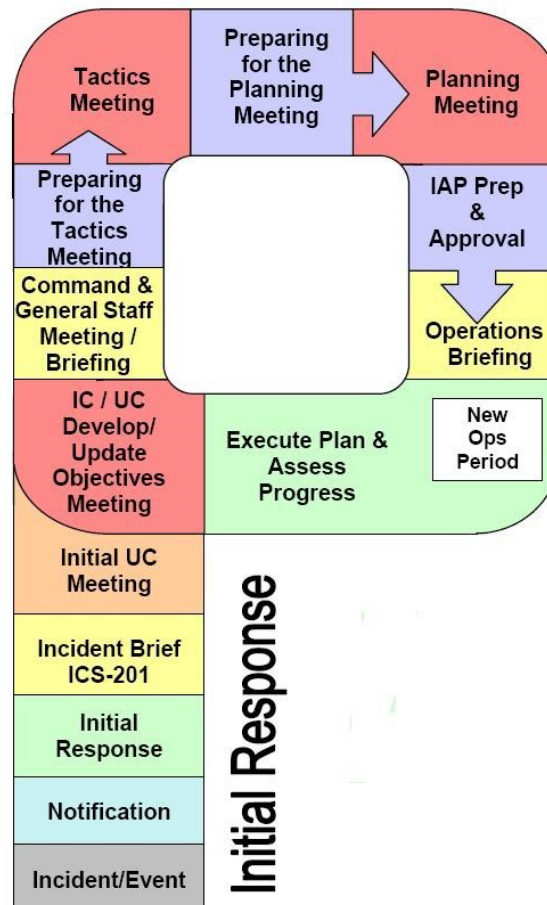 Tactics
Meeting
Preparing
for the
Planning
Meeting
Planning
Meeting
Preparing
for the
Tactics
Meeting
IAP Prep
&
Approval
Command &
General Staff
Meeting /
Briefing
Operations
Briefing
IC / UC
Develop/
Update
Objectives
Meeting
Execute Plan &
Assess
Progress
New
Ops
Period
Initial UC
Meeting
Incident Brief
ICS-201
Initial
Response
Notification
Incident/Event
Initial Response